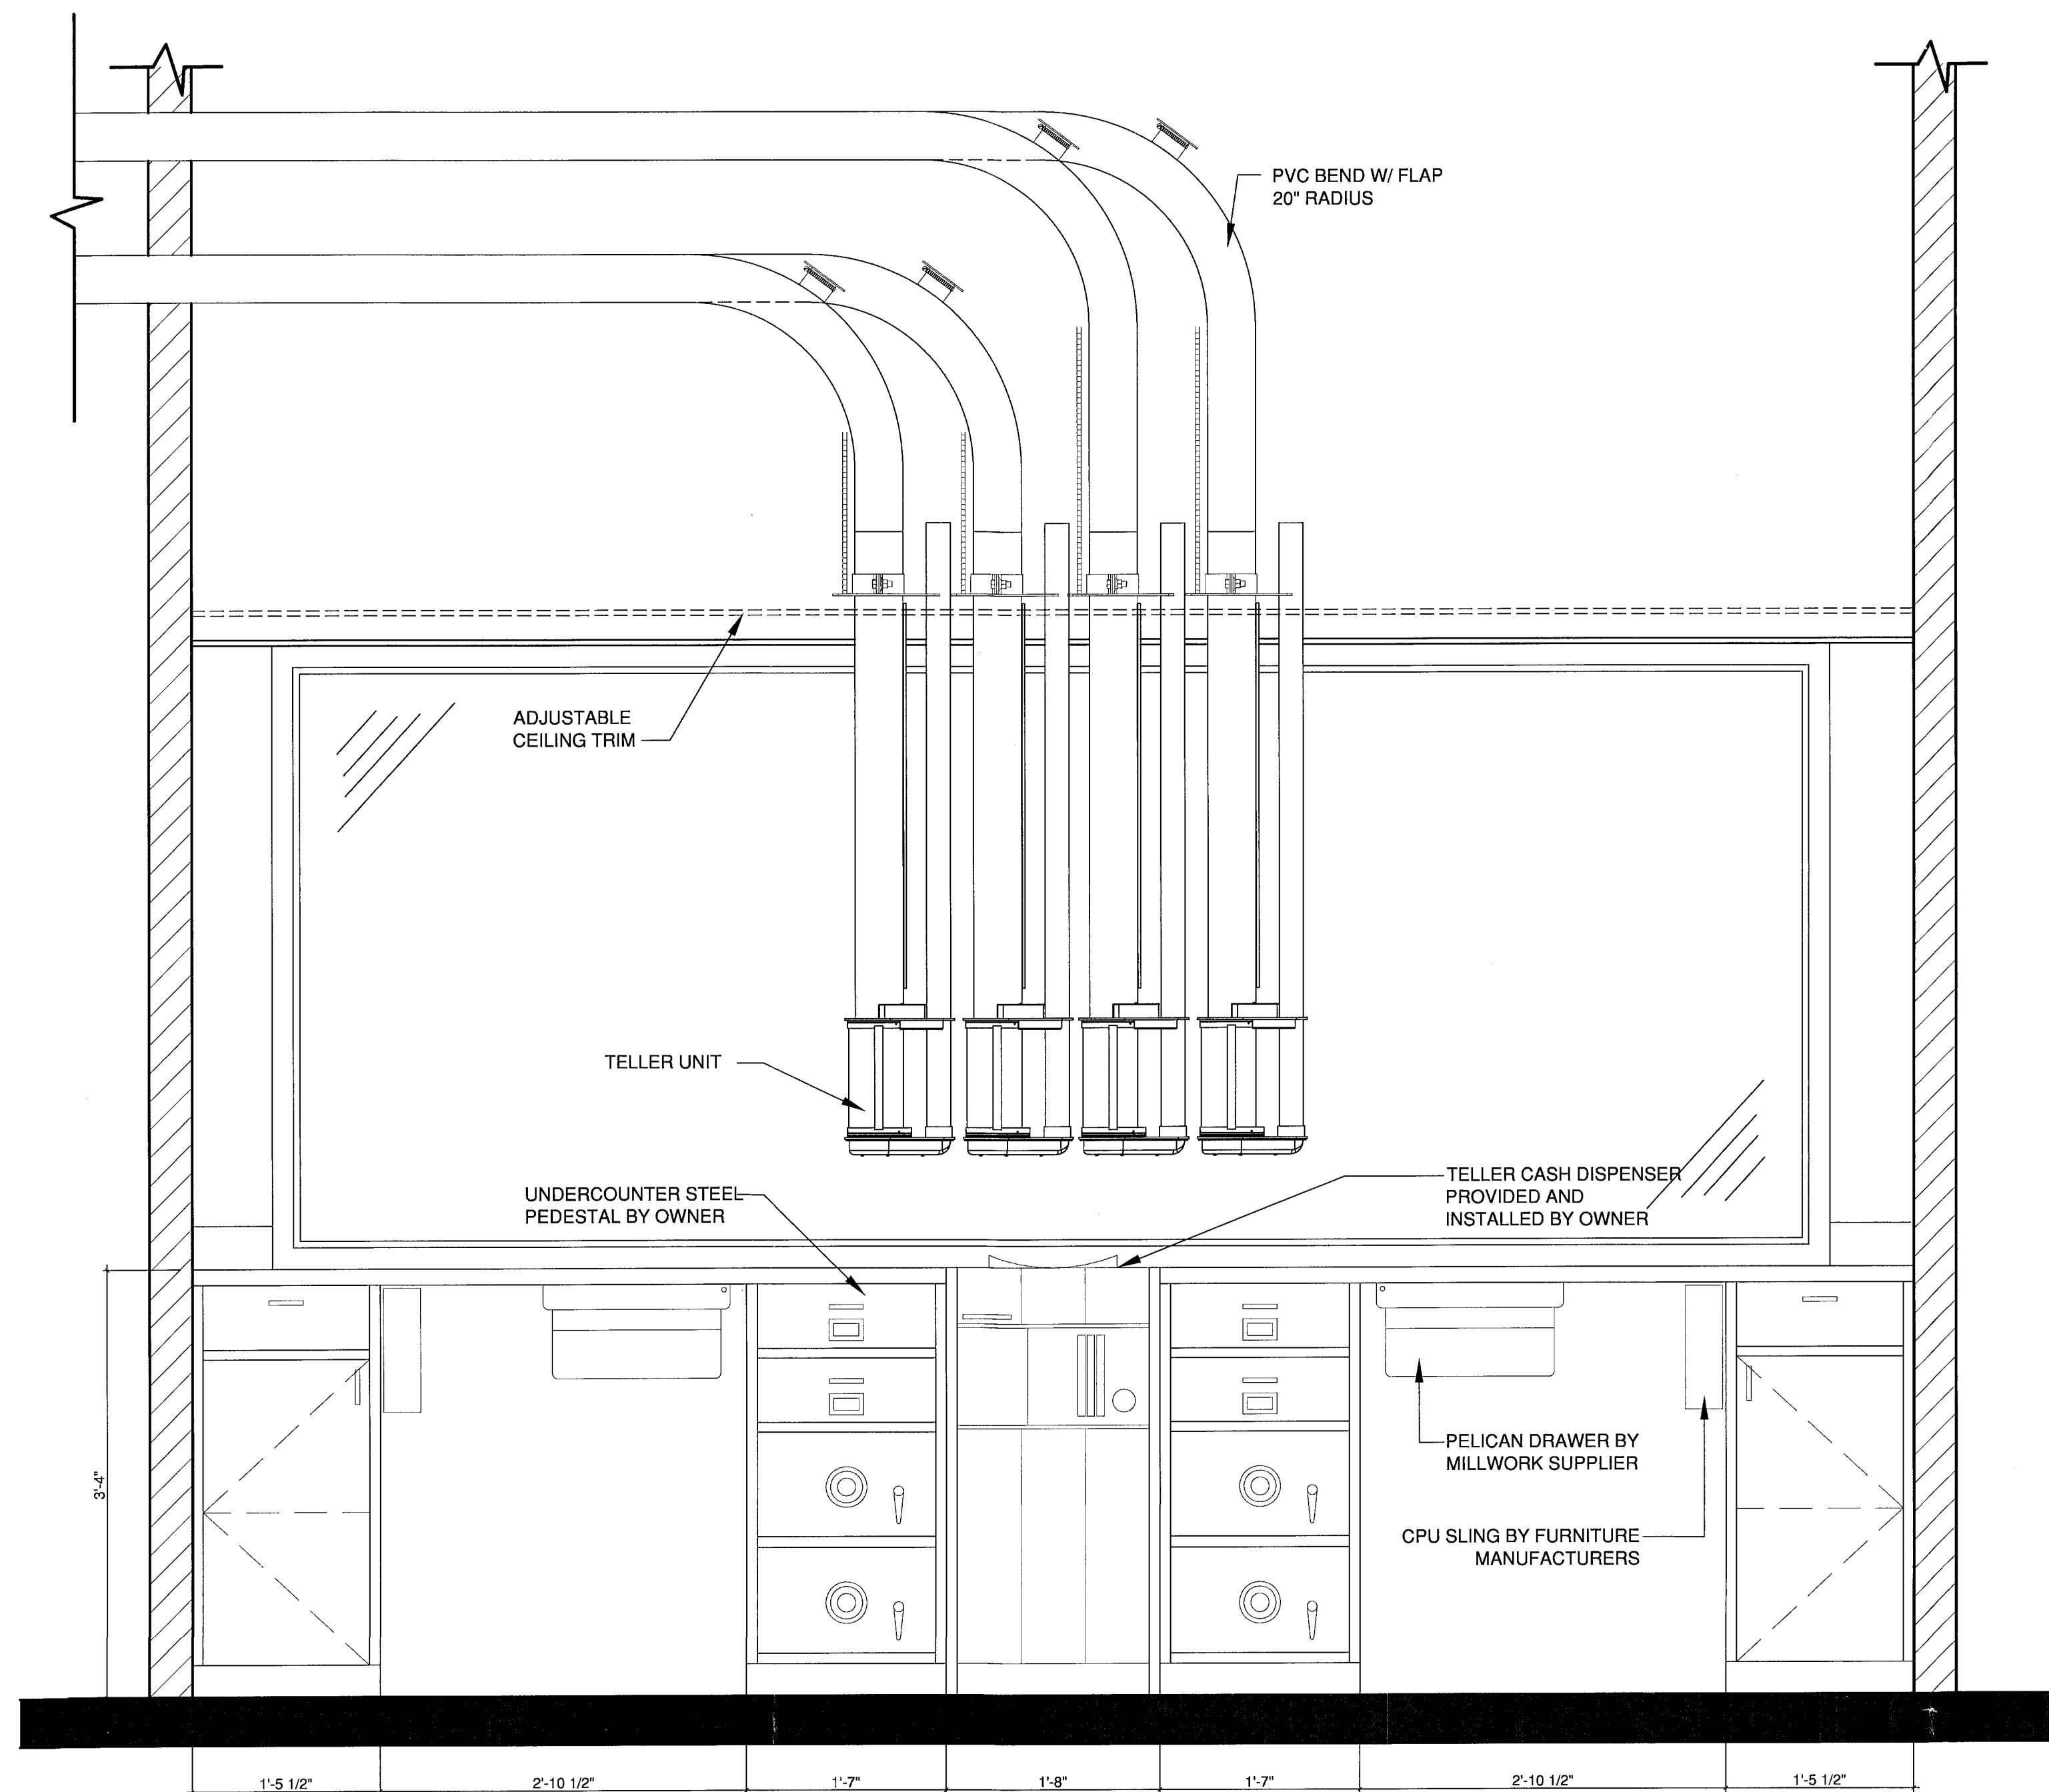 PVC BEND W/ FLAP
20" RADIUS
ADJUSTABLE
CEILING TRIM
TELLER UNIT
UNDERCOUNTER STEEL
PEDESTAL BY OWNER
TELLER CASH DISPENSER
PROVIDED AND
INSTALLED BY OWNER
PELICAN DRAWER BY
MILLWORK SUPPLIER
CPU SLING BY FURNITURE
MANUFACTURERS
3'-4"
1'-5 1/2"
2'-10 1/2"
1'-7"
1'-8"
1'-7"
2'-10 1/2"
1'-5 1/2"